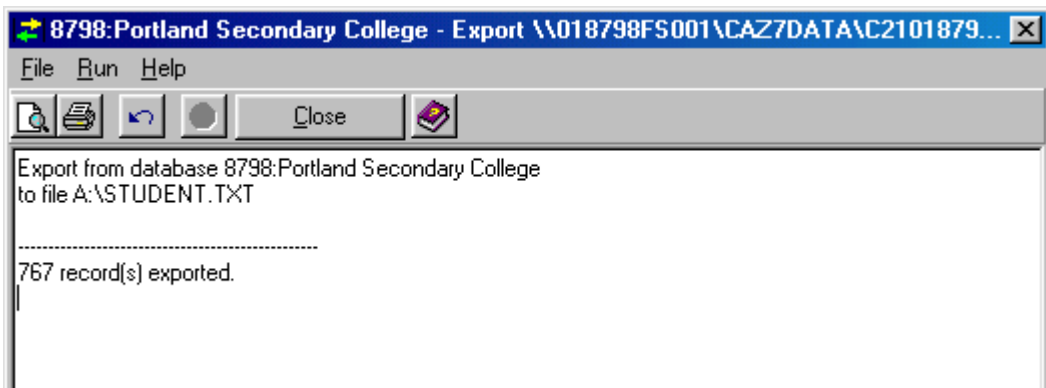 8798:Portland Secondary College - Export \\018798FS001\CAZ7DATA\C2101879...
File Run Help
Close
Export from database 8798:Portland Secondary College
to file A:\STUDENT.TXT
--------------------------------------------------
767 record(s) exported.